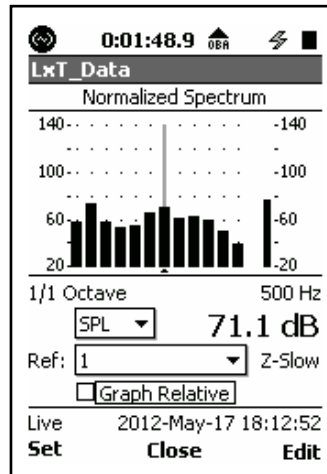 0:01:48.9 OBA
LxT_Data
Normalized Spectrum
140 -140
100 -100
60 -60
20 -20
1/1 Octave 500 Hz
SPL 71.1 dB
Ref: 1 Z-Slow
Graph Relative
Live 2012-May-17 18:12:52
Set Close Edit